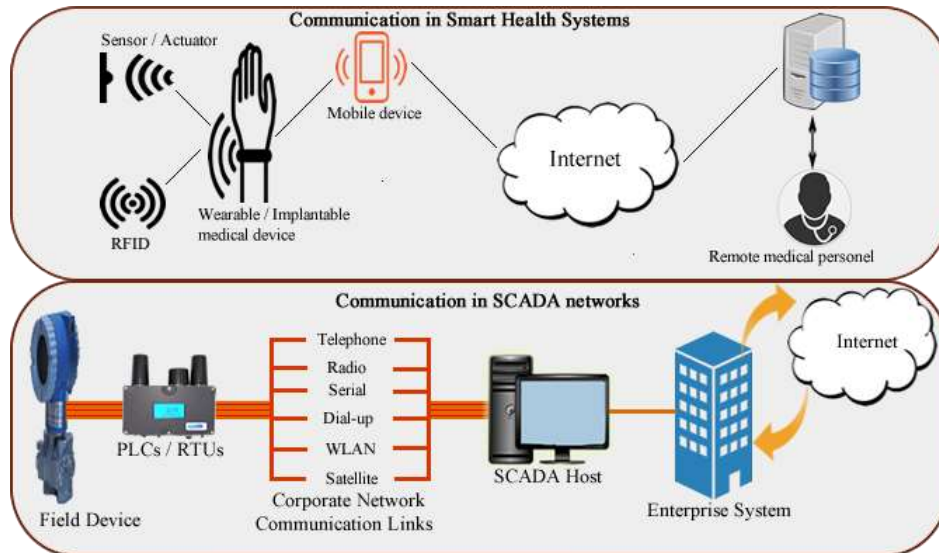 Communication in Smart Health Systems
Sensor / Actuator
Mobile device
Internet
RFID
Wearable / Implantable
medical device
Remote medical personel
Communication in SCADA networks
Telephone
Radio
Serial
Dial-up
WLAN
Satellite
PLCs / RTUs
Internet
SCADA Host
Corporate Network
Communication Links
Field Device
Enterprise System